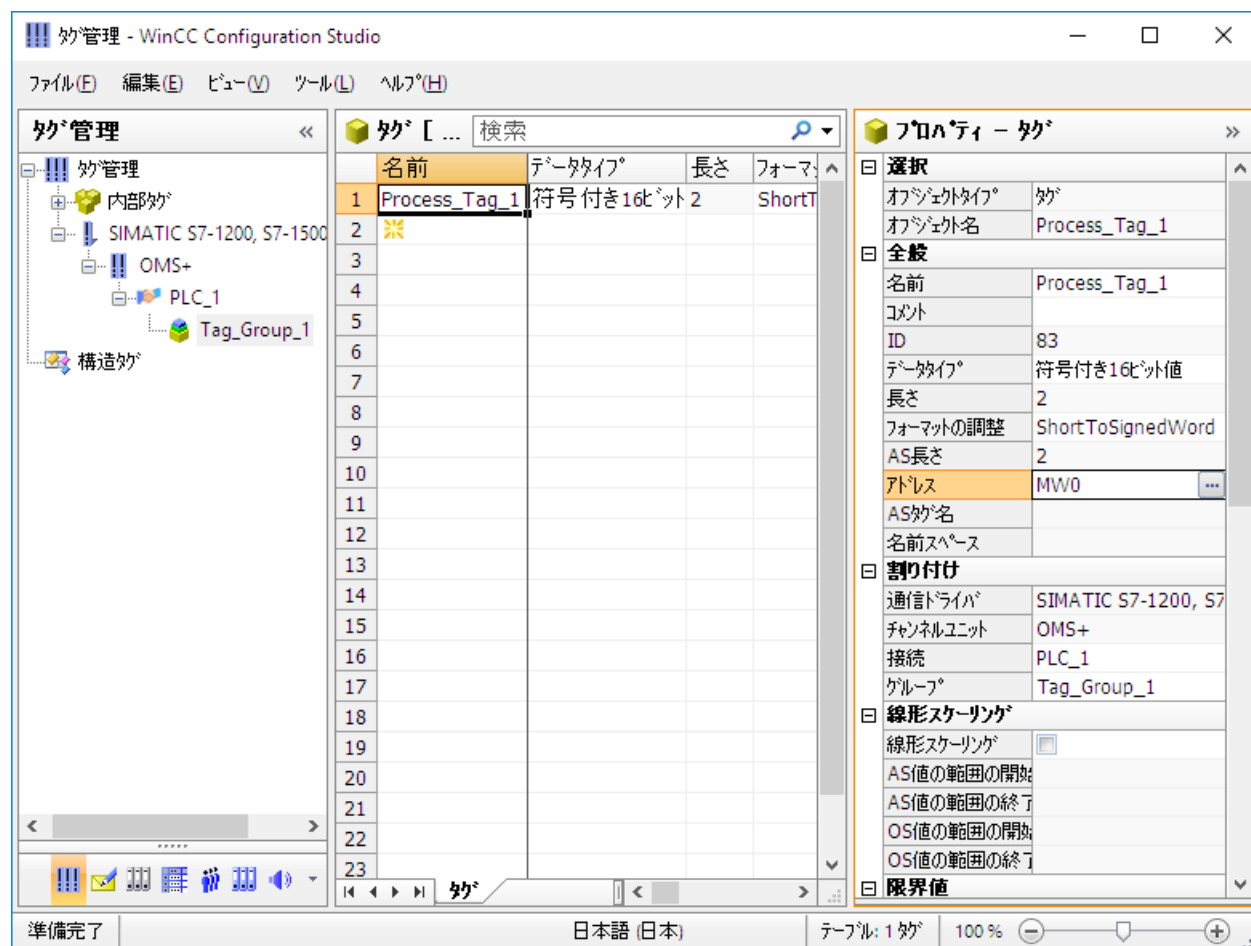 ﾀｸﾞ管理 - WinCC Configuration Studio
ﾌｧｲﾙ(F) 編集(E) ﾋﾞｭｰ(V) ﾂｰﾙ(L) ﾍﾙﾌﾟ(H)
ﾀｸﾞ管理
ﾀｸﾞ管理
内部ﾀｸﾞ
SIMATIC S7-1200, S7-1500
OMS+
PLC_1
Tag_Group_1
構造ﾀｸﾞ
ﾀｸﾞ [ ... 検索
名前 ﾃﾞｰﾀﾀｲﾌﾟ 長さ ﾌｫｰﾏｯ
1 Process_Tag_1 符号付き16ﾋﾞｯﾄ 2 ShortT
2
3
4
5
6
7
8
9
10
11
12
13
14
15
16
17
18
19
20
21
22
23
ﾀｸﾞ
ﾌﾟﾛﾊﾟﾃｨ - ﾀｸﾞ
選択
ｵﾌﾞｼﾞｪｸﾄﾀｲﾌﾟ ﾀｸﾞ
ｵﾌﾞｼﾞｪｸﾄ名 Process_Tag_1
全般
名前 Process_Tag_1
ｺﾒﾝﾄ
ID 83
ﾃﾞｰﾀﾀｲﾌﾟ 符号付き16ﾋﾞｯﾄ値
長さ 2
ﾌｫｰﾏｯﾄの調整 ShortToSignedWord
AS長さ 2
ｱﾄﾞﾚｽ MW0 ...
ASﾀｸﾞ名
名前ｽﾍﾟｰｽ
割り付け
通信ﾄﾞﾗｲﾊﾞ SIMATIC S7-1200, S7
ﾁｬﾝﾈﾙﾕﾆｯﾄ OMS+
接続 PLC_1
ｸﾞﾙｰﾌﾟ Tag_Group_1
線形ｽｹｰﾘﾝｸﾞ
線形ｽｹｰﾘﾝｸﾞ
AS値の範囲の開始
AS値の範囲の終了
OS値の範囲の開始
OS値の範囲の終了
限界値
準備完了 日本語 (日本) ﾃｰﾌﾞﾙ: 1 ﾀｸﾞ 100 %